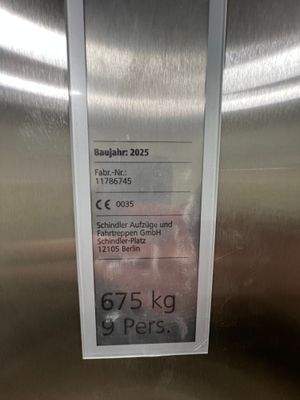 Baujahr: 2025
Fabr.-Nr.:
11786745
CE 0035
Schindler Aufzüge und
Fahrtreppen GmbH
Schindler-Platz
12105 Berlin
675 kg
9 Pers.